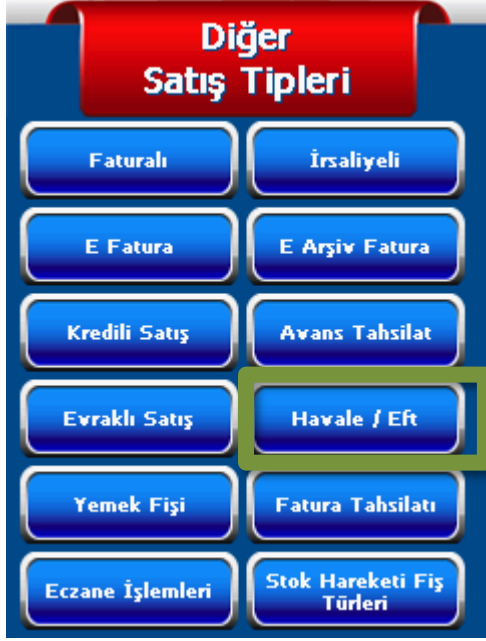 Diğer
Satış Tipleri
Faturalı
İrsaliyeli
E Fatura
E Arşiv Fatura
Kredili Satış
Avans Tahsilat
Evraklı Satış
Havale / Eft
Yemek Fişi
Fatura Tahsilatı
Eczane İşlemleri
Stok Hareketi Fiş
Türleri